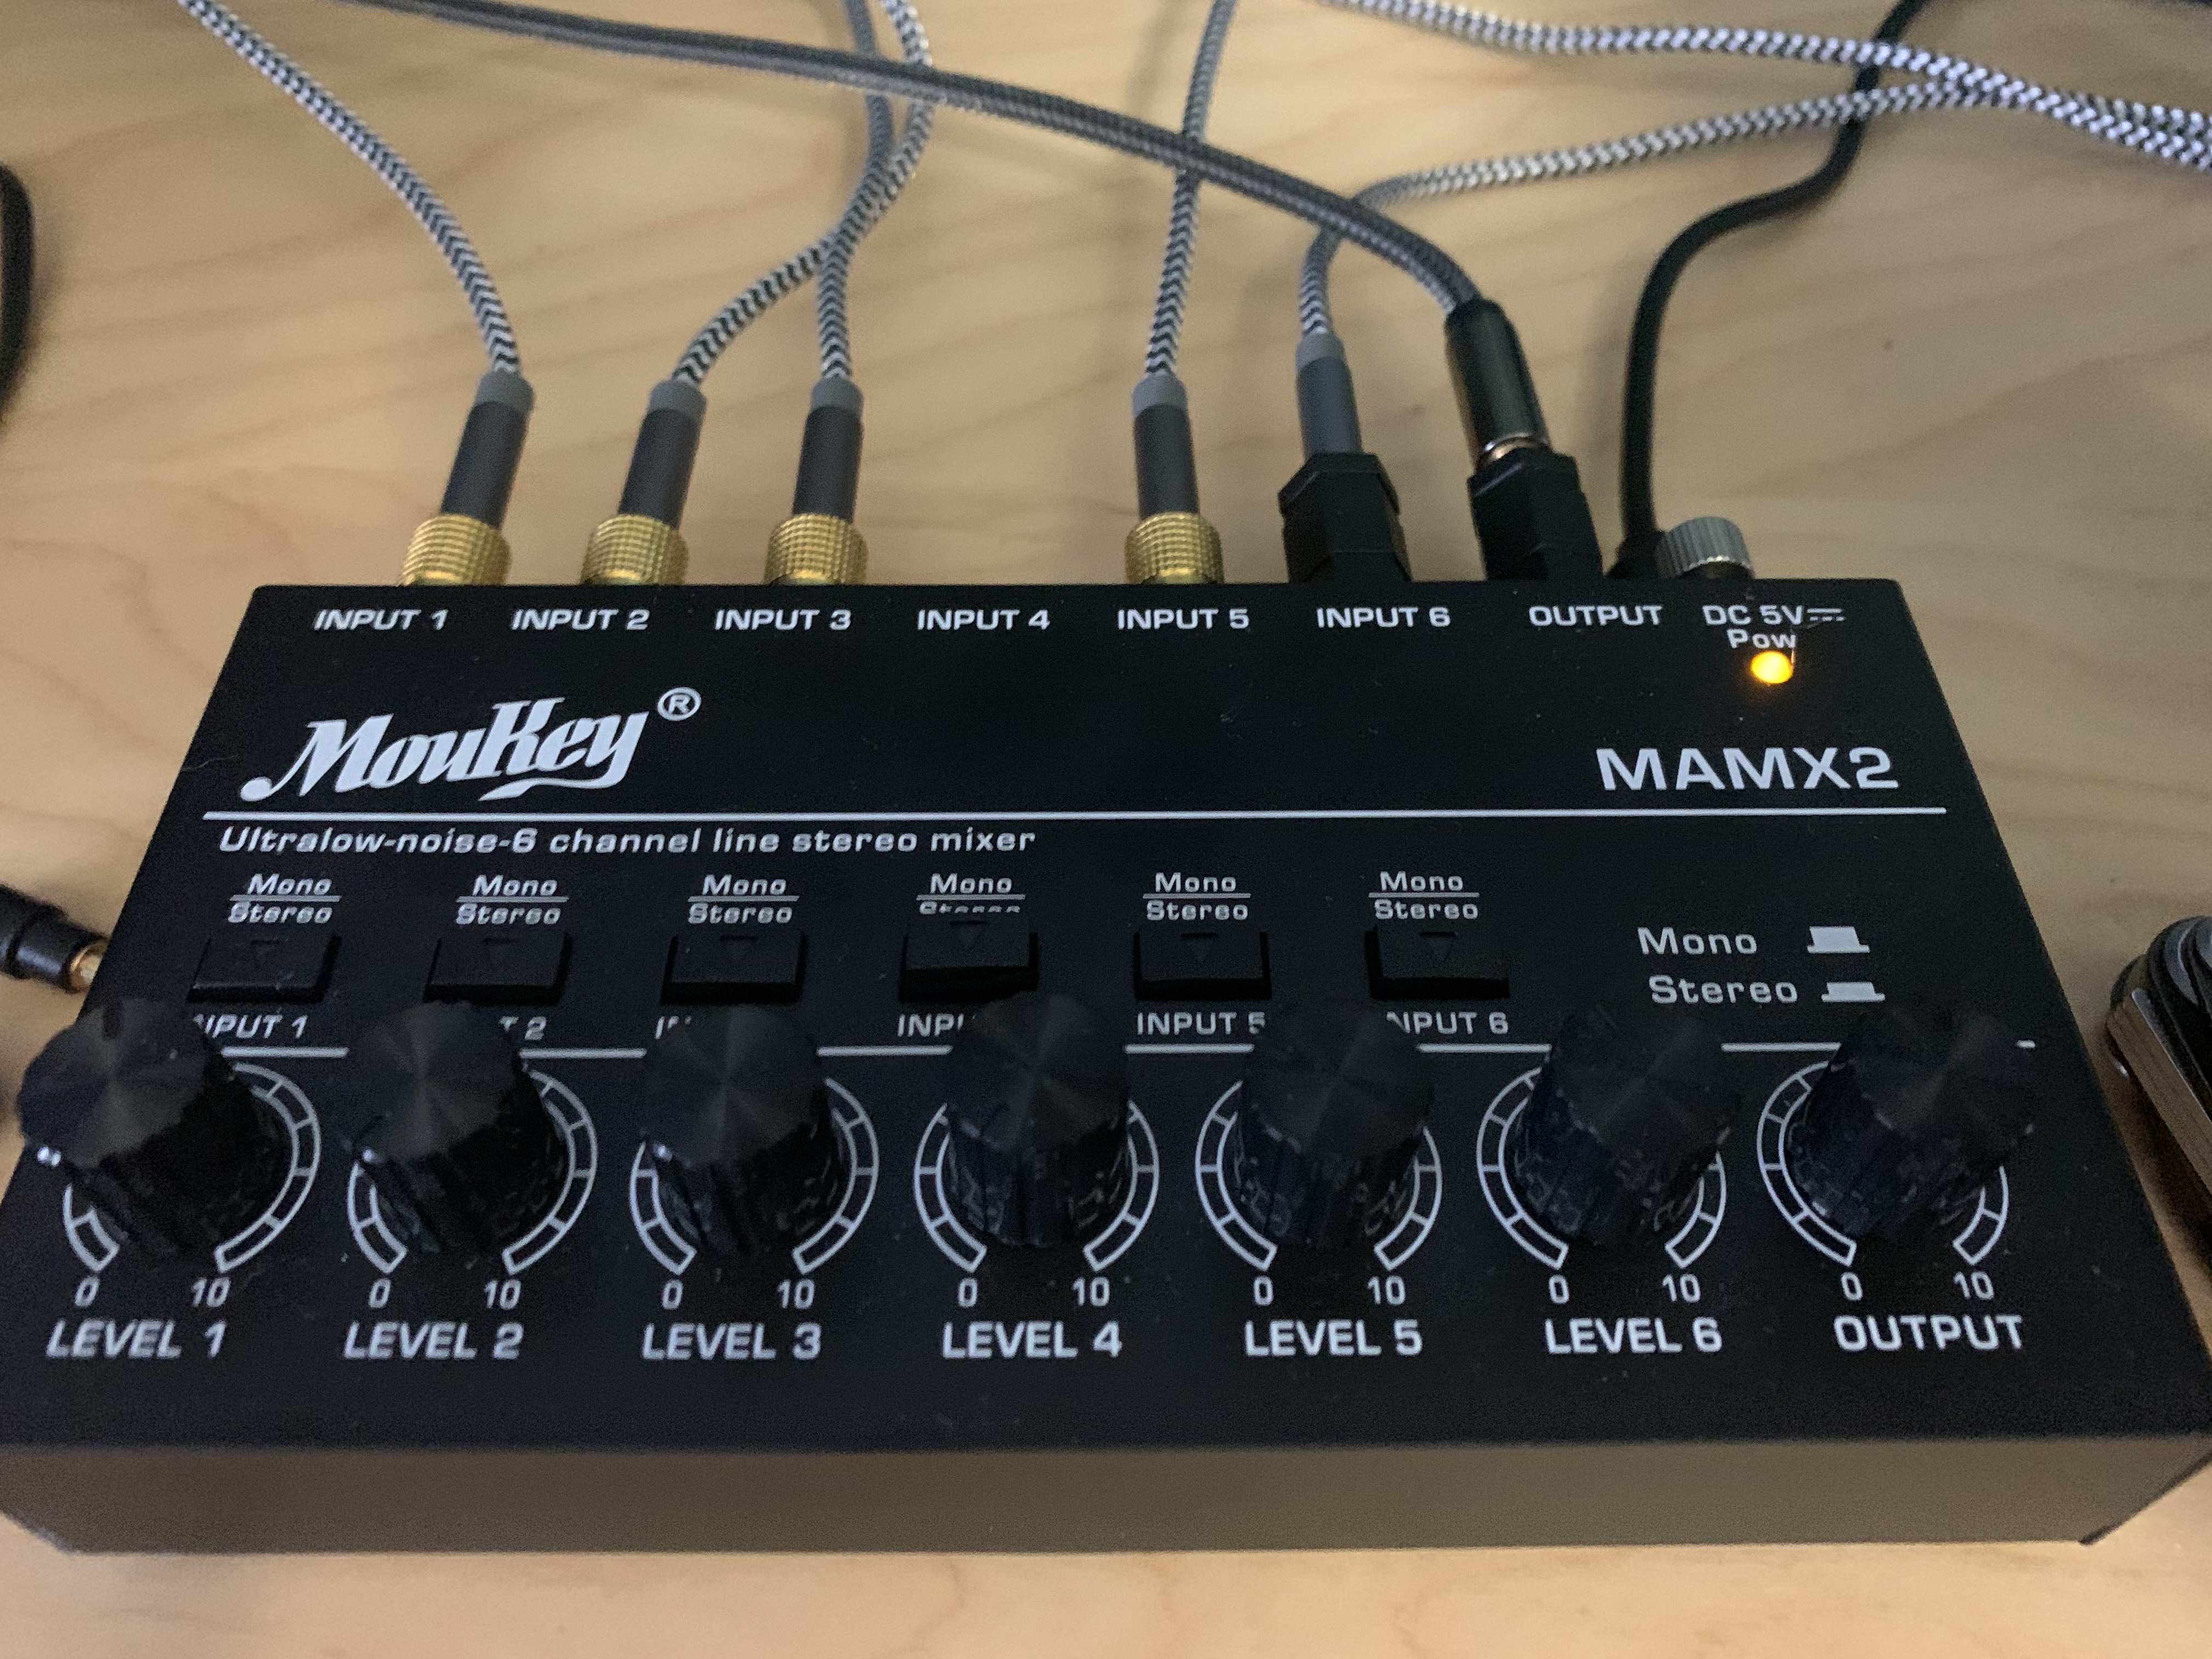 INPUT 1 INPUT 2 INPUT 3 INPUT 4 INPUT 5 INPUT 6 OUTPUT DC 5V
Pow
MouKey®
MAMX2
Ultralow-noise-6 channel line stereo mixer
Mono Mono Mono Mono Mono Mono
Stereo Stereo Stereo Stereo Stereo Stereo
Mono
Stereo
INPUT 5
0 10 0 10 0 10 0 10 0 10 0 10 0 10
LEVEL 1 LEVEL 2 LEVEL 3 LEVEL 4 LEVEL 5 LEVEL 6 OUTPUT